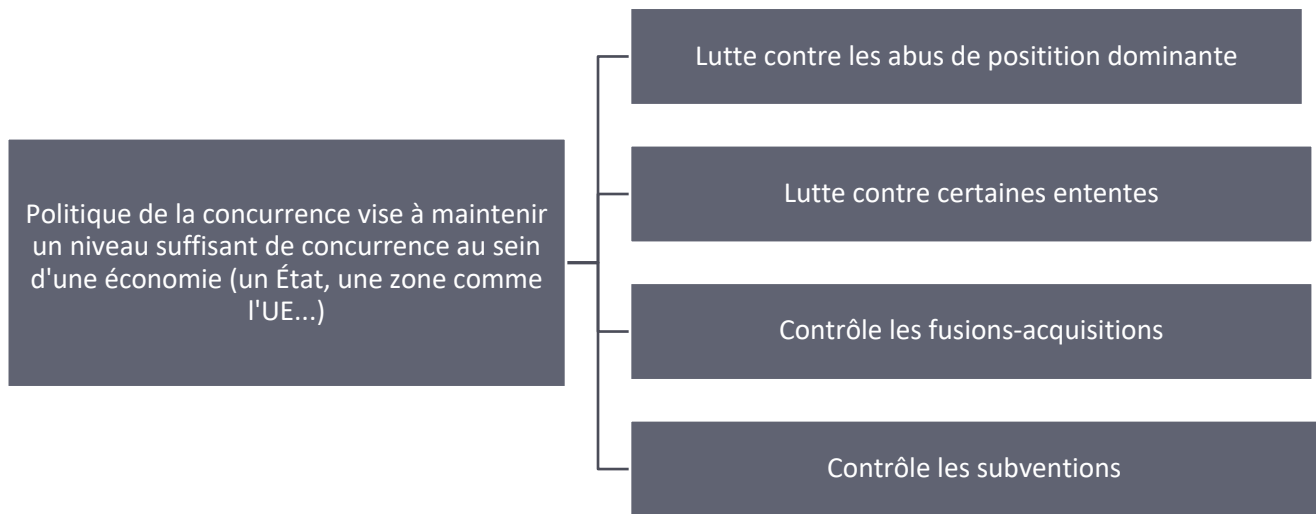 Politique de la concurrence vise à maintenir
un niveau suffisant de concurrence au sein
d'une économie (un État, une zone comme
l'UE...)
Lutte contre les abus de positition dominante
Lutte contre certaines ententes
Contrôle les fusions-acquisitions
Contrôle les subventions